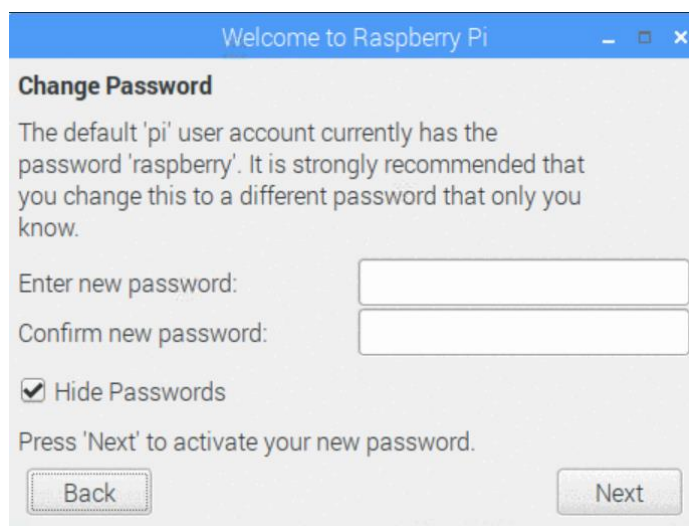 Welcome to Raspberry Pi
Change Password
The default 'pi' user account currently has the
password 'raspberry'. It is strongly recommended that
you change this to a different password that only you
know.
Enter new password:
Confirm new password:
Hide Passwords
Press 'Next' to activate your new password.
Back Next